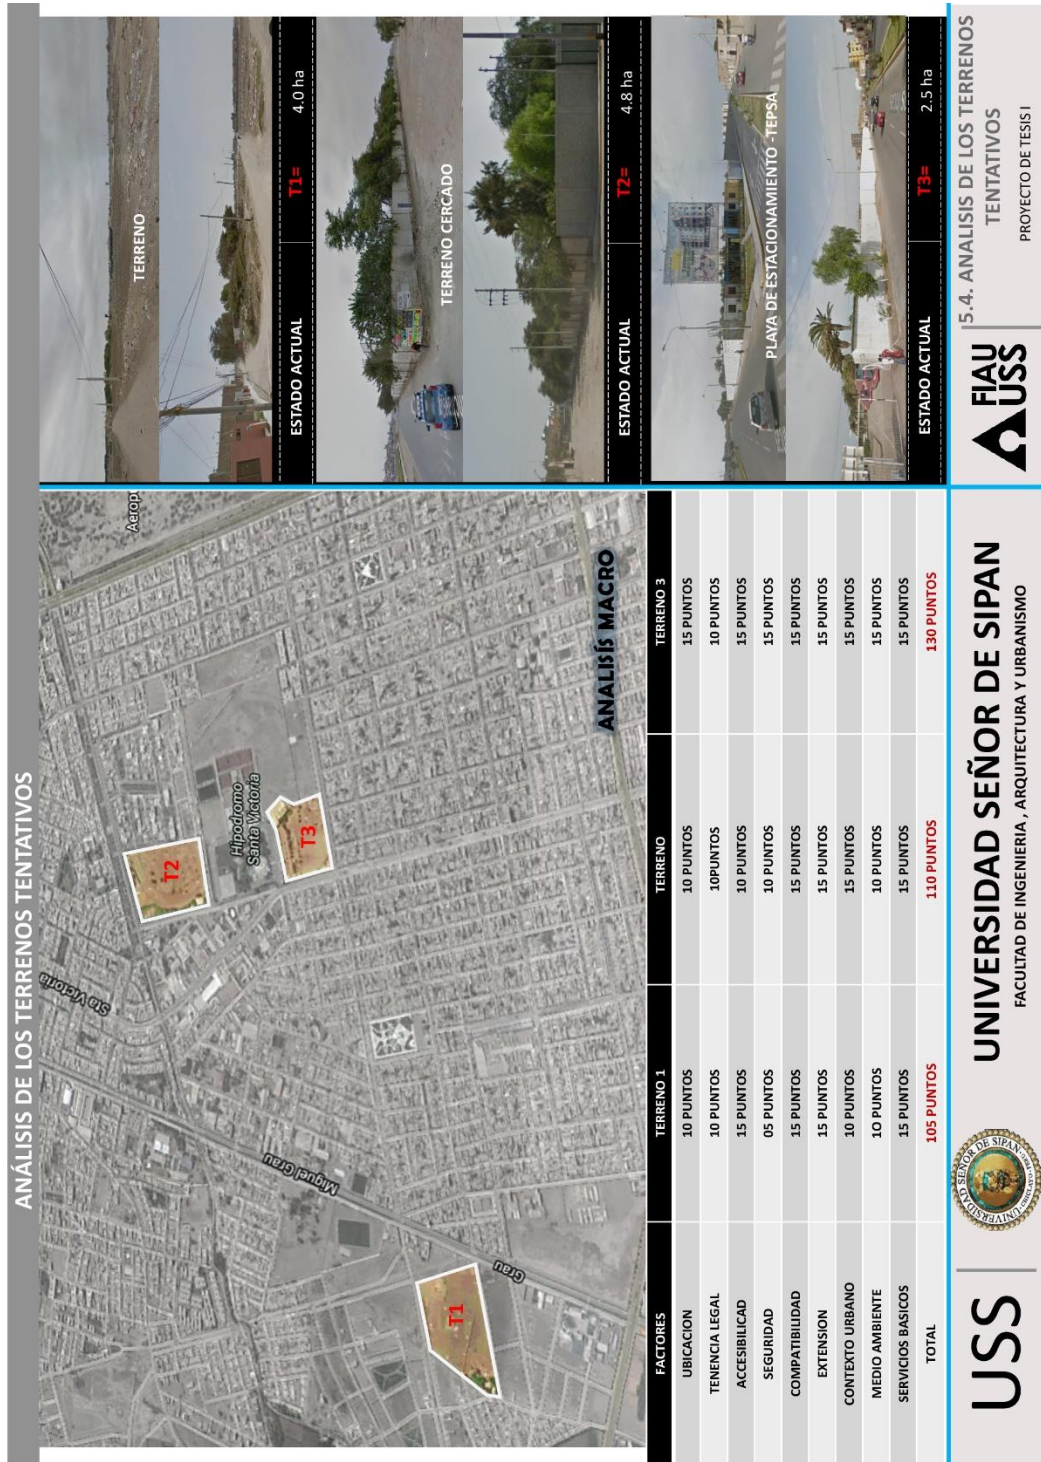 ANÁLISIS DE LOS TERRENOS TENTATIVOS
Sta Victoria
Miguel Grau
Grau
Hipodromo
Santa Victoria
Aerop
T1
T2
T3
ANALISÍS MACRO
TERRENO
ESTADO ACTUAL T1= 4.0 ha
TERRENO CERCADO
ESTADO ACTUAL T2= 4.8 ha
PLAYA DE ESTACIONAMIENTO -TEPSA
ESTADO ACTUAL T3= 2.5 ha
FACTORES TERRENO 1 TERRENO TERRENO 3
UBICACION 10 PUNTOS 10 PUNTOS 15 PUNTOS
TENENCIA LEGAL 10 PUNTOS 10PUNTOS 10 PUNTOS
ACCESIBILICAD 15 PUNTOS 10 PUNTOS 15 PUNTOS
SEGURIDAD 05 PUNTOS 10 PUNTOS 15 PUNTOS
COMPATIBILIDAD 15 PUNTOS 15 PUNTOS 15 PUNTOS
EXTENSION 15 PUNTOS 15 PUNTOS 15 PUNTOS
CONTEXTO URBANO 10 PUNTOS 15 PUNTOS 15 PUNTOS
MEDIO AMBIENTE 1O PUNTOS 10 PUNTOS 15 PUNTOS
SERVICIOS BASICOS 15 PUNTOS 15 PUNTOS 15 PUNTOS
TOTAL 105 PUNTOS 110 PUNTOS 130 PUNTOS
USS
UNIVERSIDAD SEÑOR DE SIPAN
UNIVERSIDAD SEÑOR DE SIPAN
FACULTAD DE INGENIERIA , ARQUITECTURA Y URBANISMO
FIAU
USS
5.4. ANALISIS DE LOS TERRENOS
TENTATIVOS
PROYECTO DE TESIS I